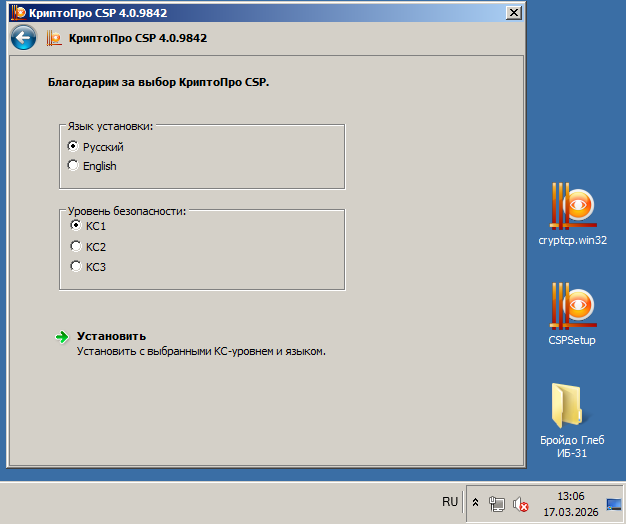 КриптоПро CSP 4.0.9842
КриптоПро CSP 4.0.9842
Благодарим за выбор КриптоПро CSP.
Язык установки:
Русский
English
Уровень безопасности:
КС1
КС2
КС3
Установить
Установить с выбранными КС-уровнем и языком.
cryptcp.win32
CSPSetup
Бройдо Глеб
ИБ-31
RU
13:06
17.03.2026